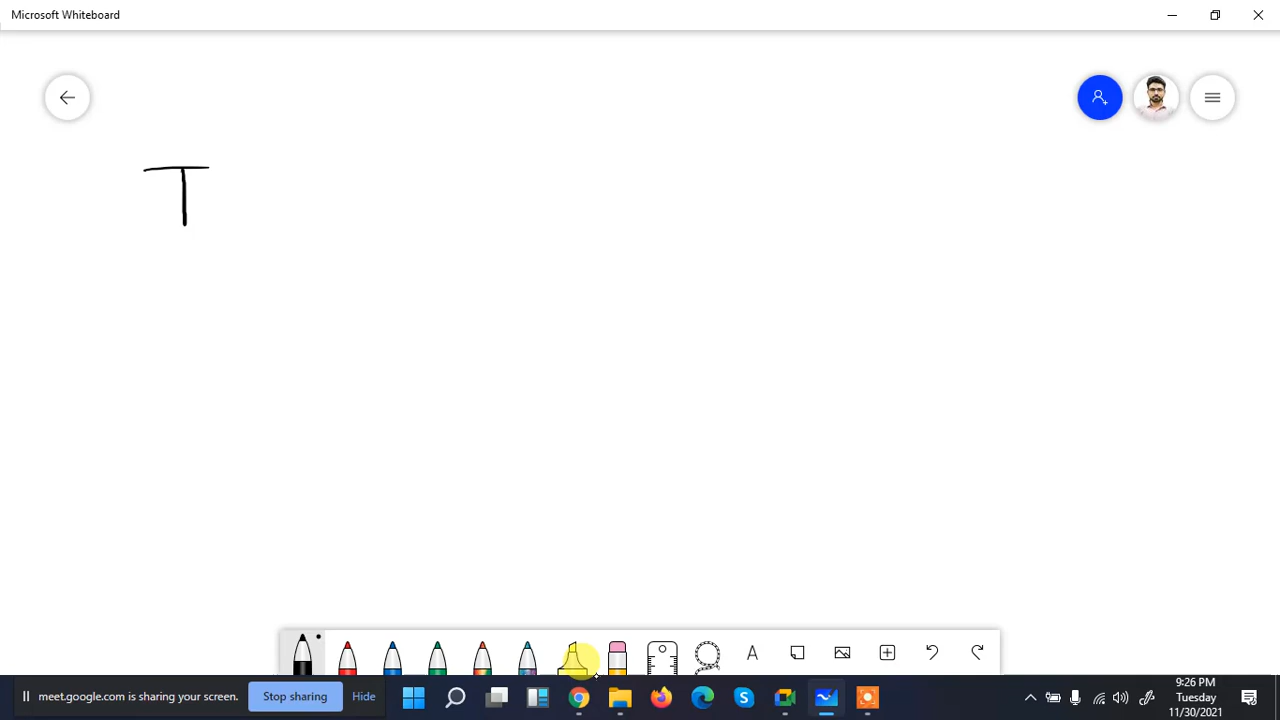 Microsoft Whiteboard
T
A
meet.google.com is sharing your screen.
Stop sharing
Hide
9:26 PM
Tuesday
11/30/2021